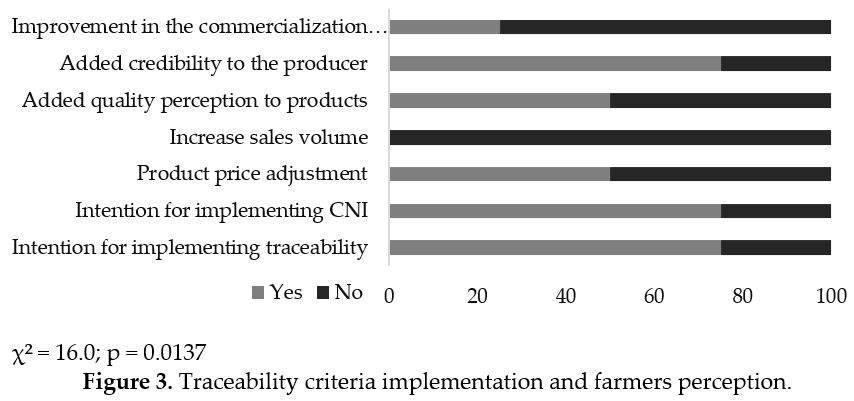 Improvement in the commercialization…
Added credibility to the producer
Added quality perception to products
Increase sales volume
Product price adjustment
Intention for implementing CNI
Intention for implementing traceability
Yes No 0 20 40 60 80 100
χ² = 16.0; p = 0.0137
Figure 3. Traceability criteria implementation and farmers perception.